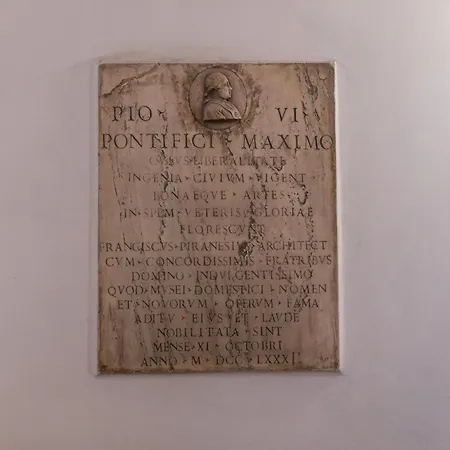 PIO VI
PONTIFICI · MAXIMO
CVIVS LIBERALITATE
INGENIA · CIVIVM · VIGENT
BONAEQVE · ARTES
IN SPEM · VETERIS · GLORIAE
FLORESCVNT
FRANCISCVS · PIRANESIVS · ARCHITECT
CVM · CONCORDISSIMIS · FRATRIBVS
DOMINO · INDVLGENTISSIMO
QVOD · MVSEI · DOMESTICI · NOMEN
ET · NOVORVM · OPERVM · FAMA
ADITV · EIVS · ET · LAVDE
NOBILITATA · SINT
MENSE · XI · OCTOBRI
ANNO · M · DCC · LXXXI